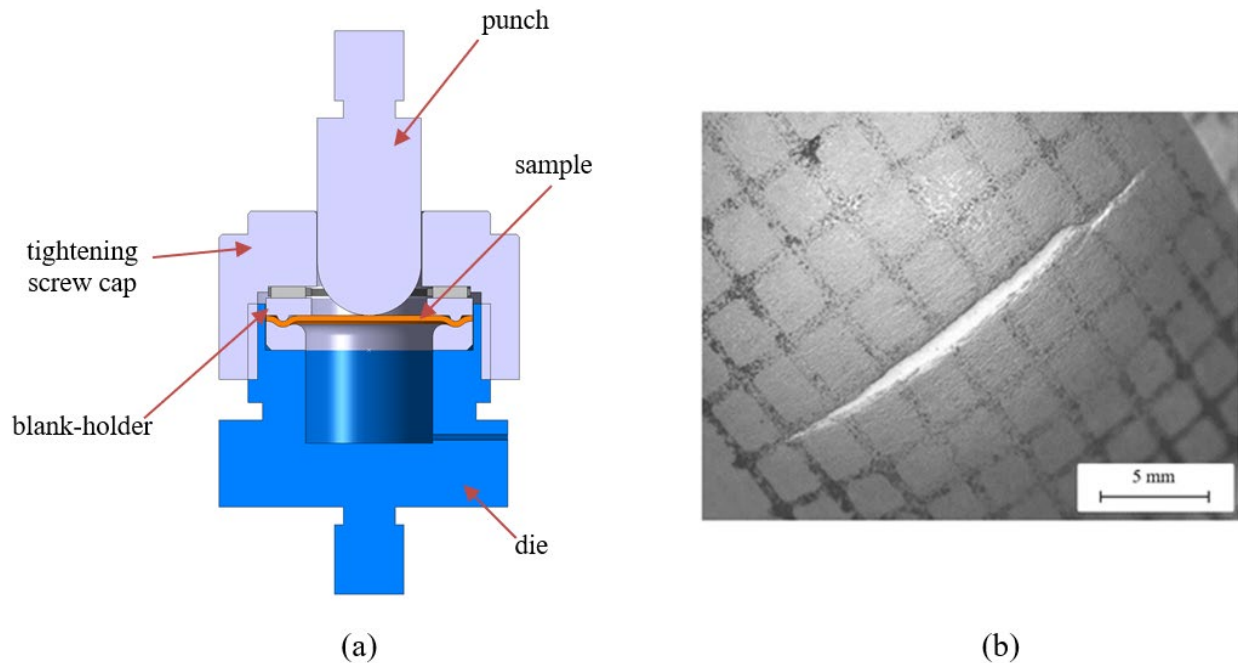 punch
sample
tightening
screw cap
blank-holder
die
5 mm
(a)
(b)